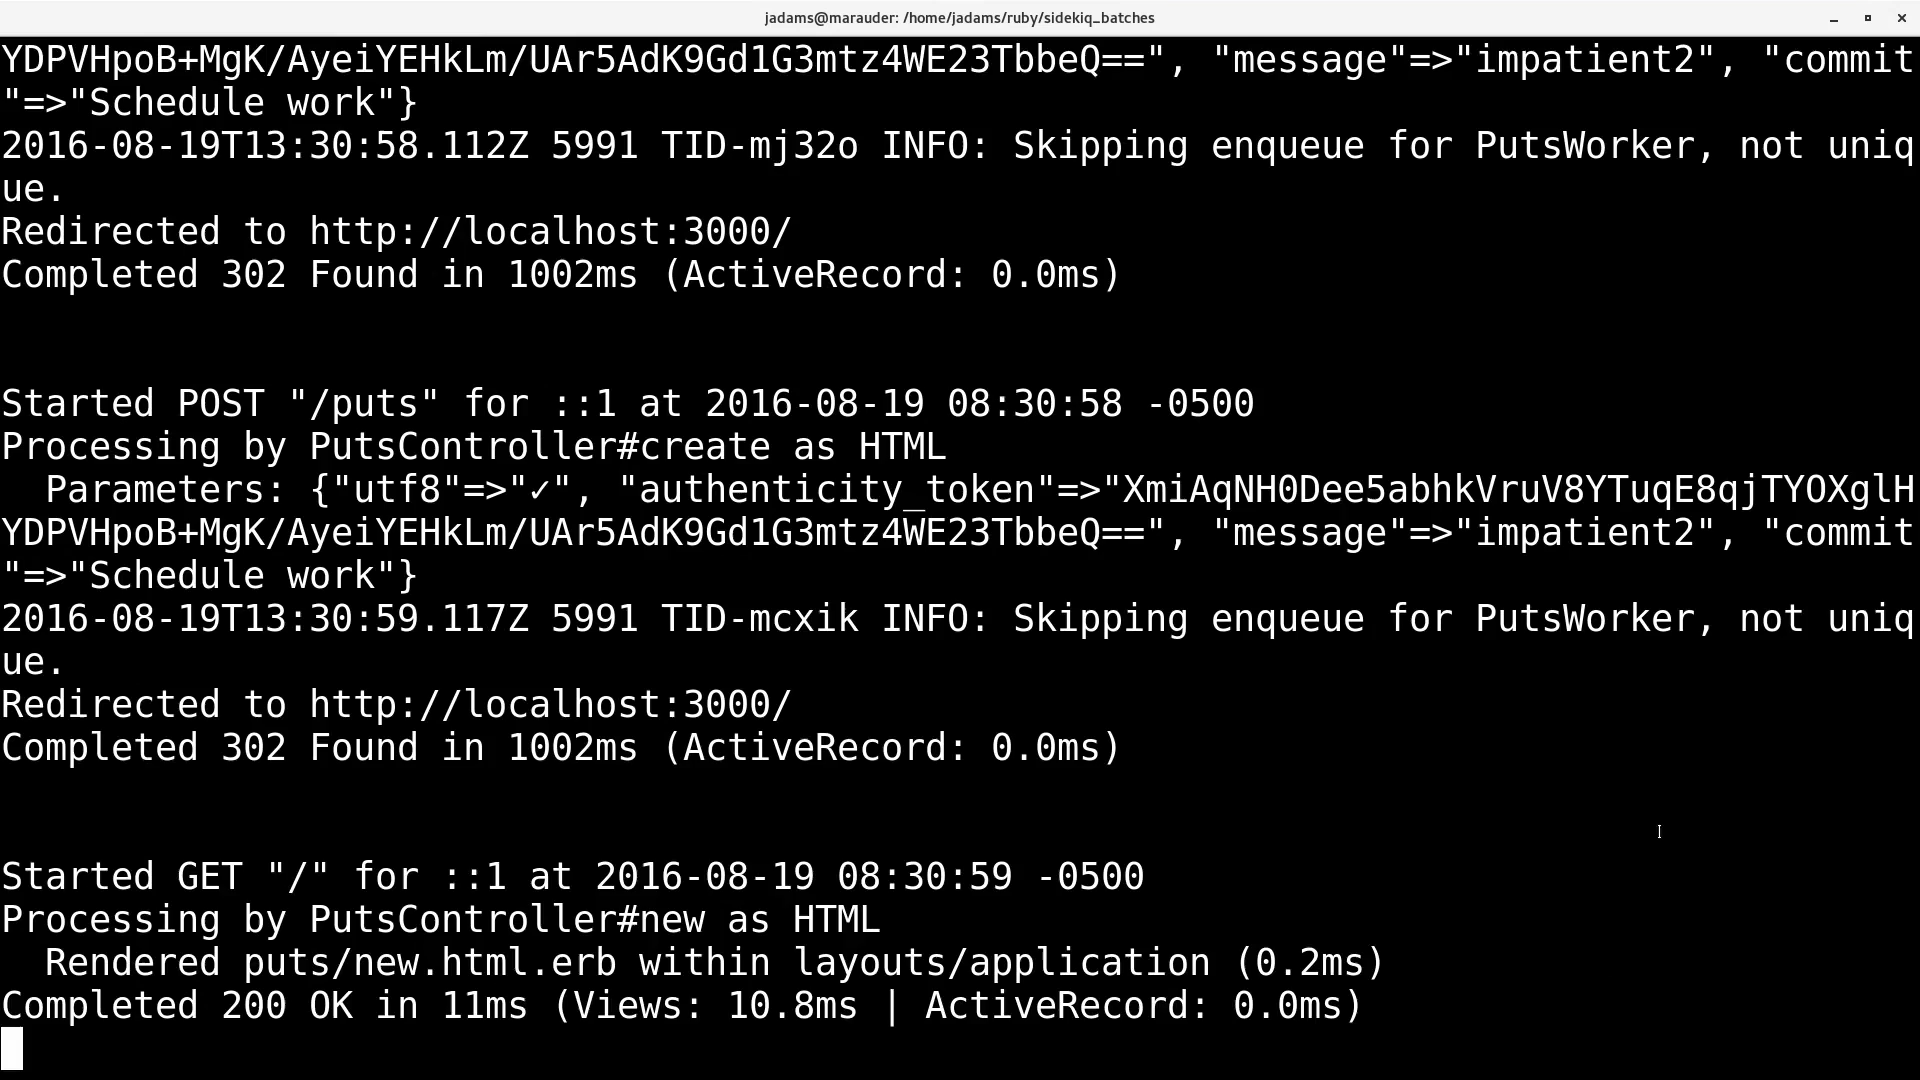 jadams@marauder: /home/jadams/ruby/sidekiq_batches
YDPVHpoB+MgK/AyeiYEHkLm/UAr5AdK9Gd1G3mtz4WE23TbbeQ==", "message"=>"impatient2", "commit
"=>"Schedule work"}
2016-08-19T13:30:58.112Z 5991 TID-mj32o INFO: Skipping enqueue for PutsWorker, not uniq
ue.
Redirected to http://localhost:3000/
Completed 302 Found in 1002ms (ActiveRecord: 0.0ms)
Started POST "/puts" for ::1 at 2016-08-19 08:30:58 -0500
Processing by PutsController#create as HTML
  Parameters: {"utf8"=>"✓", "authenticity_token"=>"XmiAqNH0Dee5abhkVruV8YTuqE8qjTYOXglH
YDPVHpoB+MgK/AyeiYEHkLm/UAr5AdK9Gd1G3mtz4WE23TbbeQ==", "message"=>"impatient2", "commit
"=>"Schedule work"}
2016-08-19T13:30:59.117Z 5991 TID-mcxik INFO: Skipping enqueue for PutsWorker, not uniq
ue.
Redirected to http://localhost:3000/
Completed 302 Found in 1002ms (ActiveRecord: 0.0ms)
Started GET "/" for ::1 at 2016-08-19 08:30:59 -0500
Processing by PutsController#new as HTML
  Rendered puts/new.html.erb within layouts/application (0.2ms)
Completed 200 OK in 11ms (Views: 10.8ms | ActiveRecord: 0.0ms)